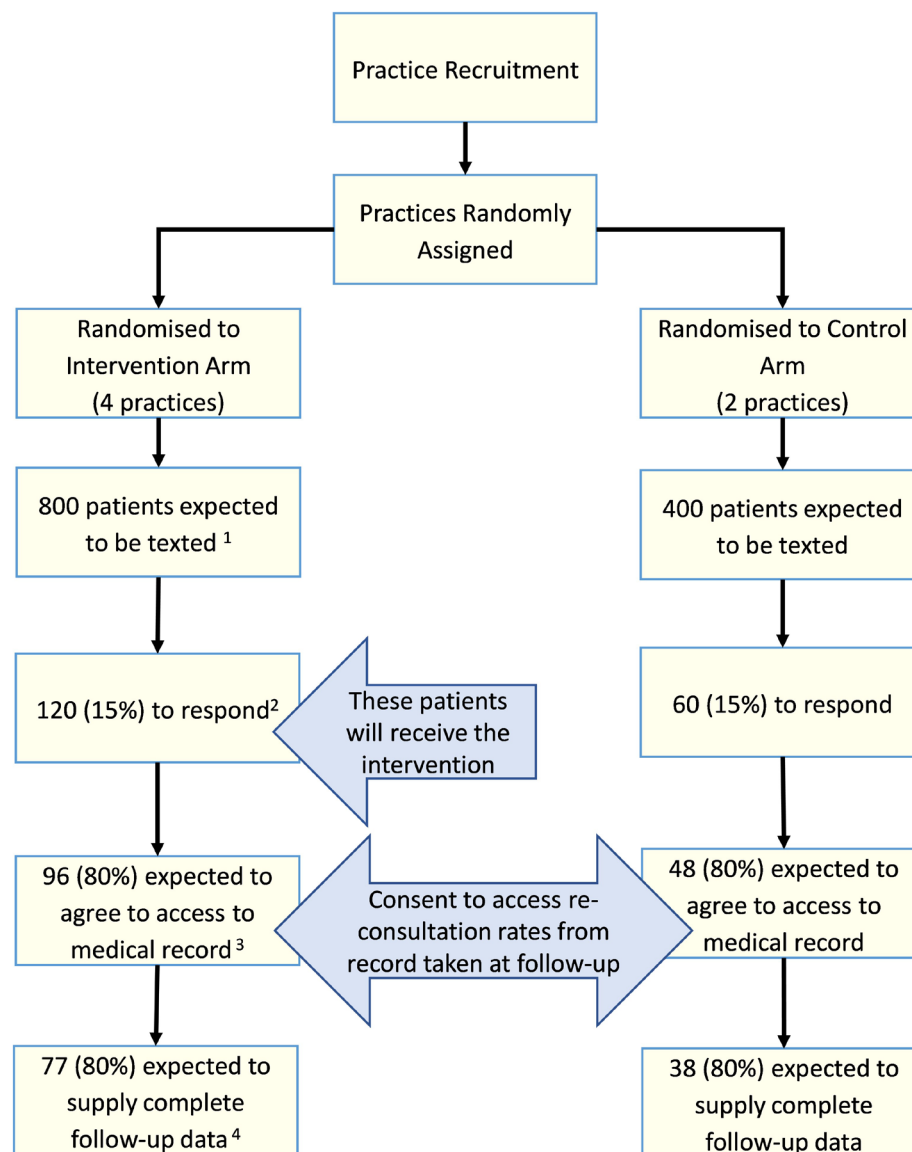 Practice Recruitment
Practices Randomly
Assigned
Randomised to
Intervention Arm
(4 practices)
Randomised to Control
Arm
(2 practices)
800 patients expected
to be texted ¹
400 patients expected
to be texted
120 (15%) to respond²
These patients
will receive the
intervention
60 (15%) to respond
96 (80%) expected to
agree to access to
medical record ³
Consent to access re-
consultation rates from
record taken at follow-up
48 (80%) expected to
agree to access to
medical record
77 (80%) expected to
supply complete
follow-up data ⁴
38 (80%) expected to
supply complete
follow-up data